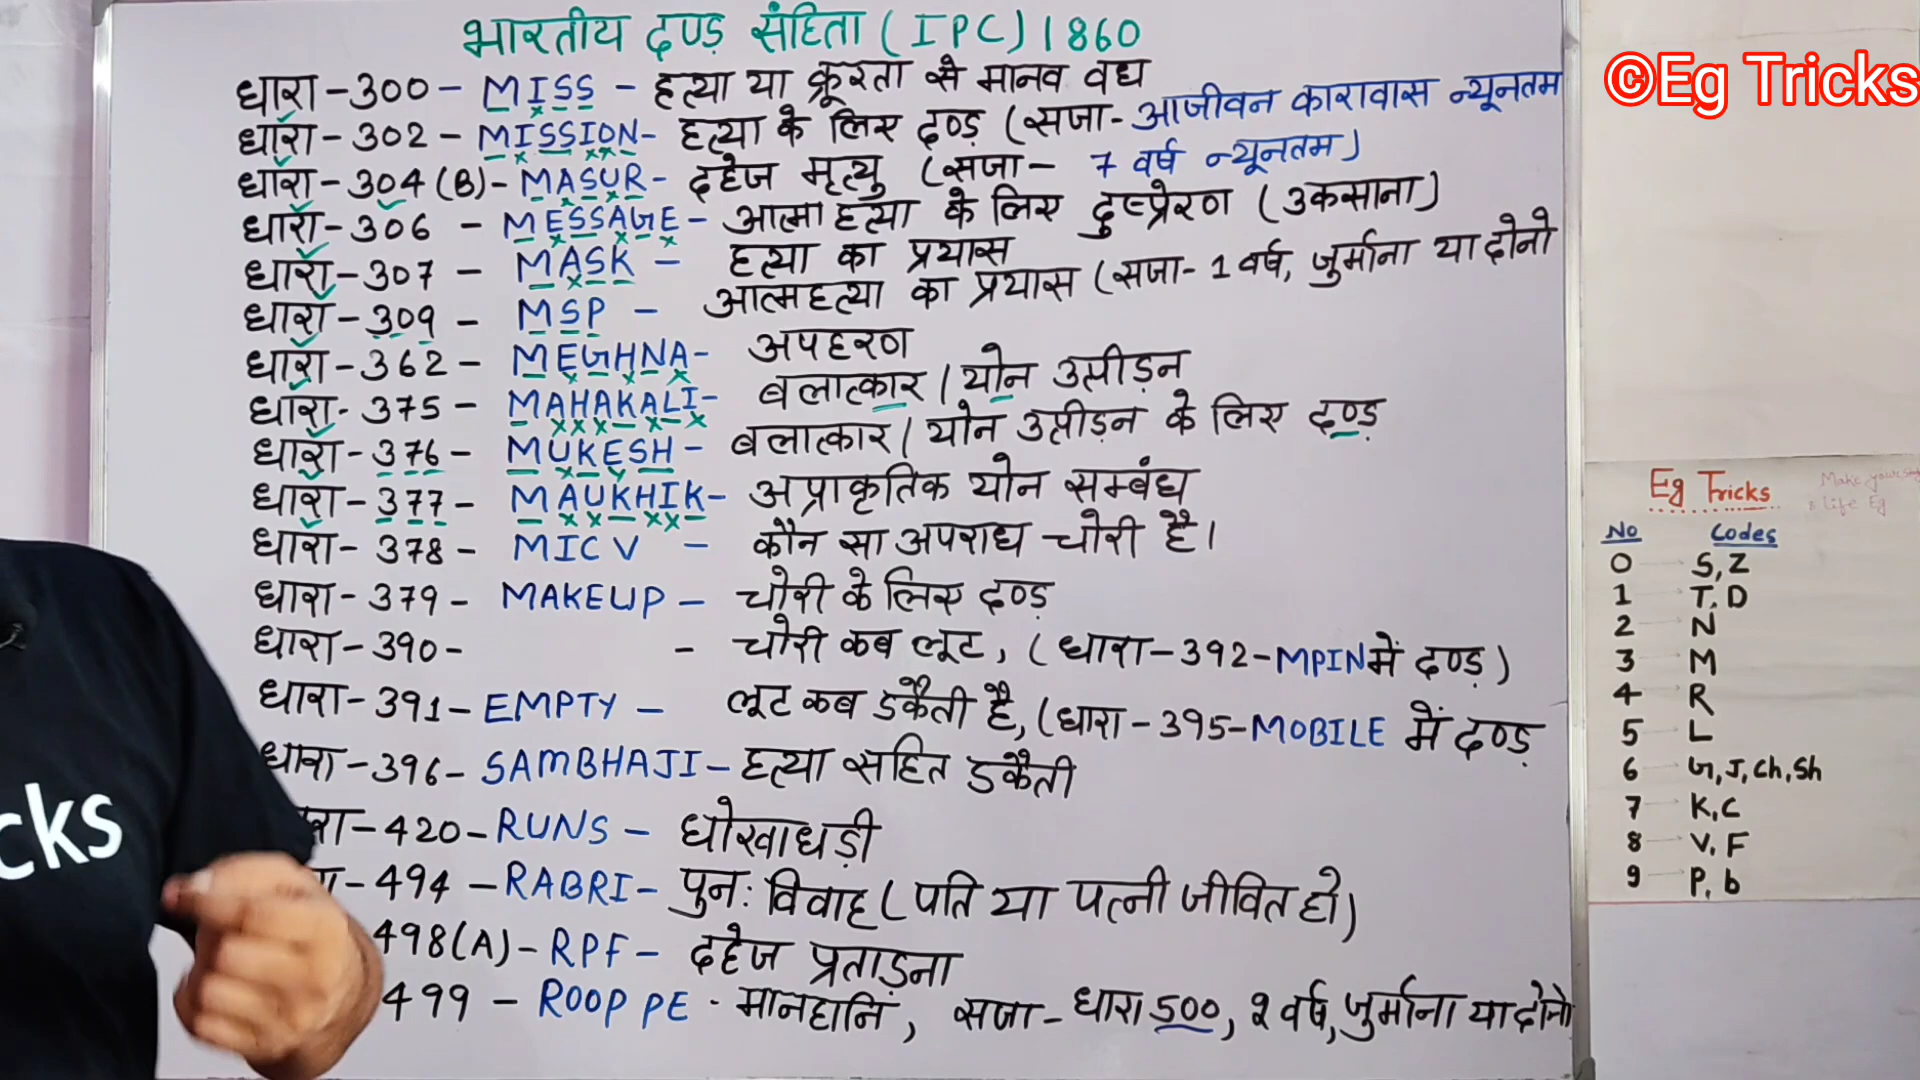 भारतीय दण्ड संहिता (IPC) 1860
©Eg Tricks
धारा-300- MISS - हत्या या क्रूरता से मानव वध
धारा-302-MISSION- हत्या के लिए दण्ड (सजा- आजीवन कारावास न्यूनतम
धारा-304(B)-MASUR- दहेज मृत्यु (सजा- 7 वर्ष न्यूनतम)
धारा-306 - MESSAGE- आत्माहत्या के लिए दुष्प्रेरण (उकसाना)
धारा-307 - MASK - हत्या का प्रयास
धारा-309 - MSP - आत्महत्या का प्रयास (सजा- 1 वर्ष, जुर्माना या दोनो
धारा-362- MEGHNA- अपहरण
धारा-375- MAHAKALI- बलात्कार / योन उत्पीड़न
धारा-376- MUKESH- बलात्कार / योन उत्पीड़न के लिए दण्ड
धारा-377- MAUKHIK- अप्राकृतिक योन सम्बंध
धारा-378- MICV - कौन सा अपराध चोरी है।
धारा-379- MAKEUP - चोरी के लिए दण्ड
धारा-390- - चोरी कब लूट, (धारा-392-MPIN में दण्ड)
धारा-391-EMPTY - लूट कब डकैती है, (धारा-395-MOBILE में दण्ड
धारा-396-SAMBHAJI- हत्या सहित डकैती
रा-420-RUNS - धोखाधड़ी
-494 -RABRI- पुन: विवाह (पति या पत्नी जीवित हो)
498(A)-RPF- दहेज प्रताड़ना
499 - ROOP PE - मानहानि, सजा- धारा 500, 2 वर्ष, जुर्माना या दोनो
cks
Eg Tricks
No Codes
0 S, Z
1 T, D
2 N
3 M
4 R
5 L
6 G, J, Ch, Sh
7 K, C
8 V, F
9 P, b